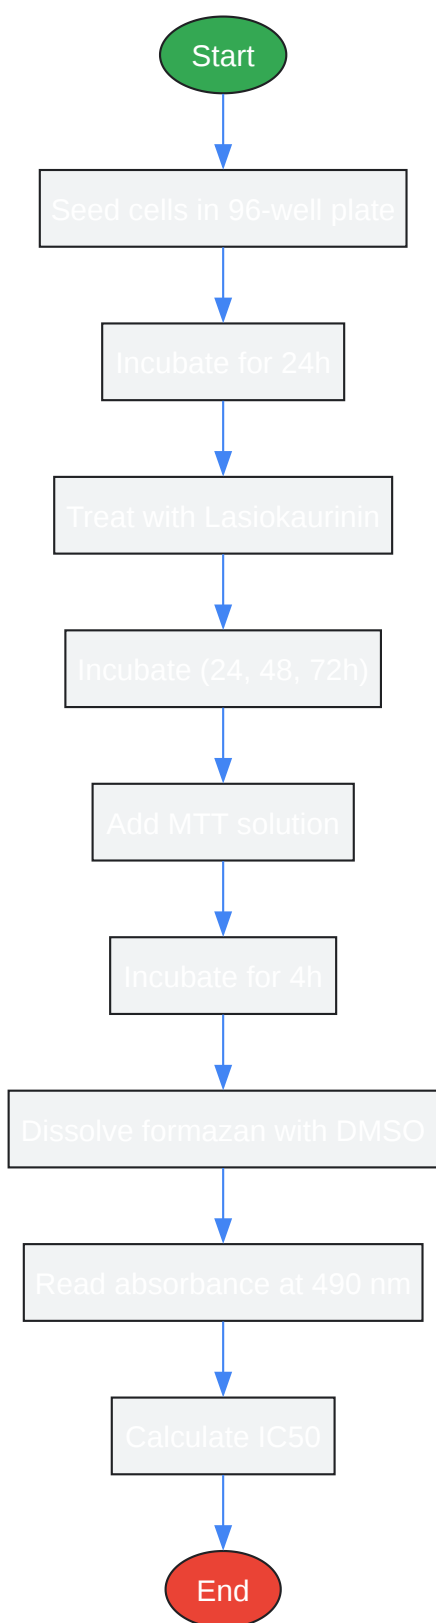 Start
Seed cells in 96-well plate
Incubate for 24h
Treat with Lasiokaurinin
Incubate (24, 48, 72h)
Add MTT solution
Incubate for 4h
Dissolve formazan with DMSO
Read absorbance at 490 nm
Calculate IC50
End